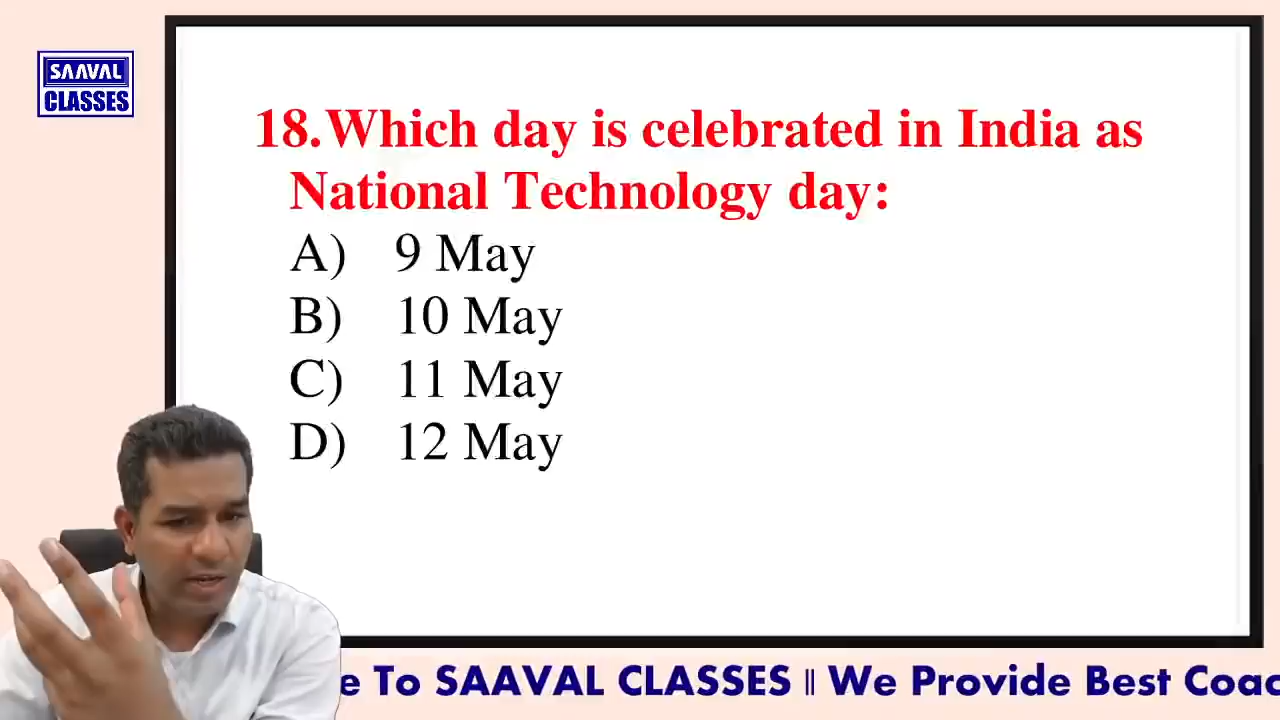 SAAVAL
CLASSES
18.Which day is celebrated in India as
National Technology day:
A) 9 May
B) 10 May
C) 11 May
D) 12 May
e To SAAVAL CLASSES || We Provide Best Coac